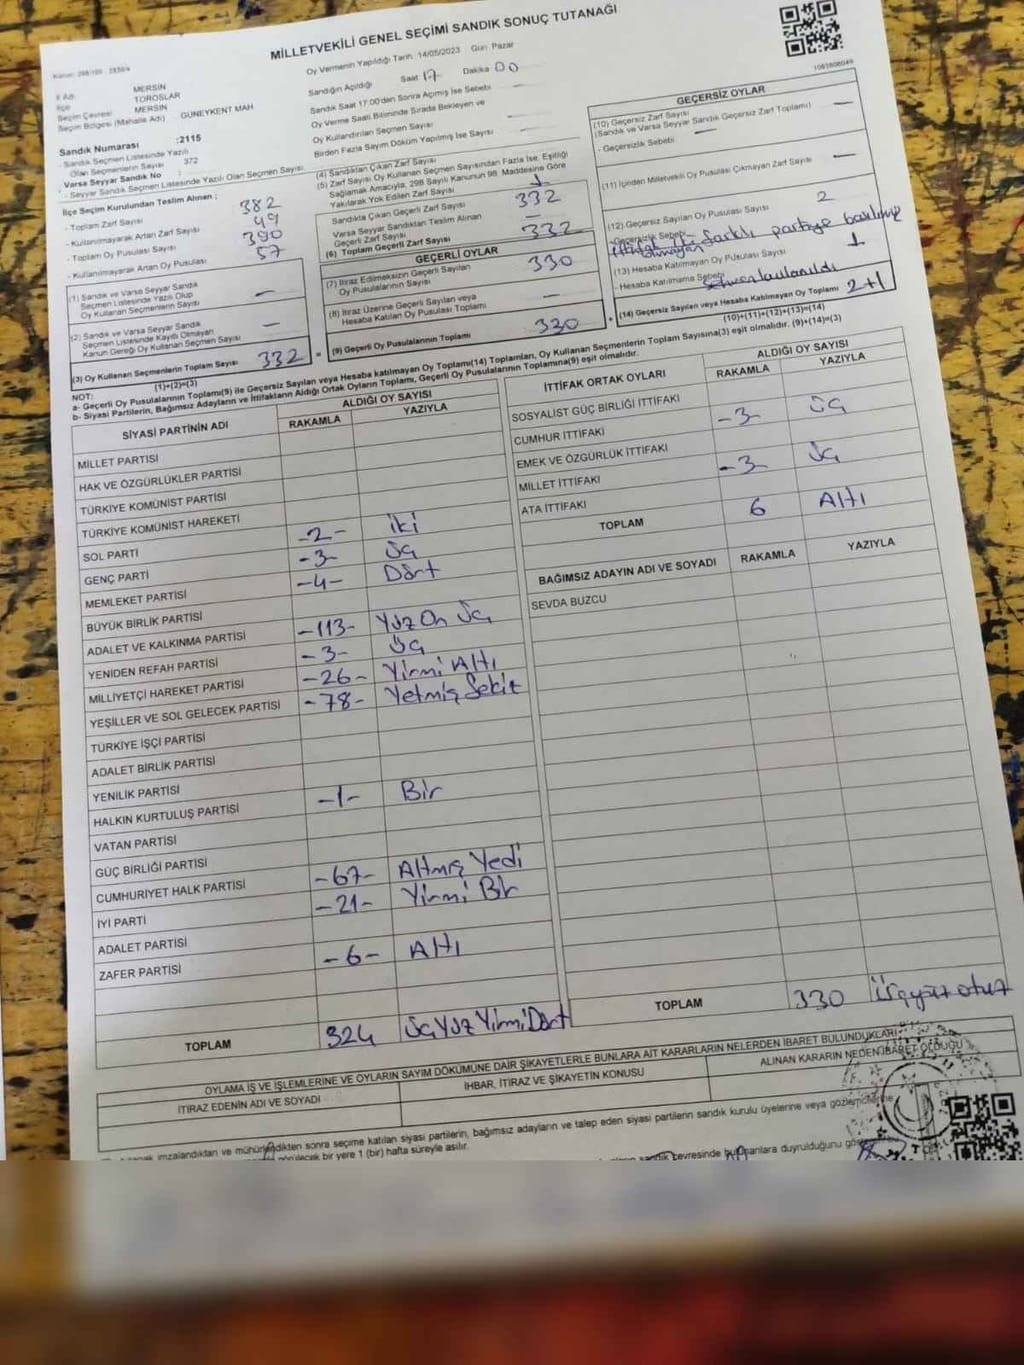 MİLLETVEKİLİ GENEL SEÇİMİ SANDIK SONUÇ TUTANAĞI
Oy Vermenin Yapıldığı Tarih: 14/05/2023 Gün: Pazar
İl Adı MERSİN
İlçe TOROSLAR
Seçim Çevresi MERSİN
Seçim Bölgesi (Mahalle Adı) GÜNEYKENT MAH
Sandık Numarası :2115
- Sandık Seçmen Listesinde Yazılı
Olan Seçmenlerin Sayısı : 372
Varsa Seyyar Sandık No :
- Seyyar Sandık Seçmen Listesinde Yazılı Olan Seçmen Sayısı
Sandığın Açıldığı Saat 17 Dakika 00
Sandık Saat 17:00'den Sonra Açılmış İse Sebebi
Oy Verme Saati Bitiminde Sırada Bekleyen ve
Oy Kullandırılan Seçmen Sayısı
Birden Fazla Sayım Döküm Yapılmış İse Sayısı
İlçe Seçim Kurulundan Teslim Alınan :
- Toplam Zarf Sayısı 382
- Kullanılmayarak Artan Zarf Sayısı 49
- Toplam Oy Pusulası Sayısı 390
- Kullanılmayarak Artan Oy Pusulası 57
(1) Sandık ve Varsa Seyyar Sandık
Seçmen Listesinde Yazılı Olup
Oy Kullanan Seçmenlerin Sayısı —
(2) Sandık ve Varsa Seyyar Sandık
Seçmen Listesinde Kayıtlı Olmayan
Kanun Gereği Oy Kullanan Seçmen Sayısı —
(3) Oy Kullanan Seçmenlerin Toplam Sayısı 332
(1)+(2)=(3)
(4) Sandıktan Çıkan Zarf Sayısı
(5) Zarf Sayısı Oy Kullanan Seçmen Sayısından Fazla İse, Eşitliği
Sağlamak Amacıyla, 298 Sayılı Kanunun 98. Maddesine Göre
Yakılarak Yok Edilen Zarf Sayısı 1
Sandıkta Çıkan Geçerli Zarf Sayısı 332
Varsa Seyyar Sandıktan Teslim Alınan
Geçerli Zarf Sayısı —
(6) Toplam Geçerli Zarf Sayısı 332
GEÇERLİ OYLAR
(7) İtiraz Edilmeksizin Geçerli Sayılan
Oy Pusulalarının Sayısı 330
(8) İtiraz Üzerine Geçerli Sayılan veya
Hesaba Katılan Oy Pusulası Toplamı —
(9) Geçerli Oy Pusulalarının Toplamı 330
1081808049
GEÇERSİZ OYLAR
(10) Geçersiz Zarf Sayısı
(Sandık ve Varsa Seyyar Sandık Geçersiz Zarf Toplamı) —
- Geçersizlik Sebebi —
(11) İçinden Milletvekili Oy Pusulası Çıkmayan Zarf Sayısı —
(12) Geçersiz Sayılan Oy Pusulası Sayısı 2
-Geçersizlik Sebebi
olmayan farklı partiye
(13) Hesaba Katılmayan Oy Pusulası Sayısı 1
- Hesaba Katılmama Sebebi
(14) Geçersiz Sayılan veya Hesaba Katılmayan Oy Toplamı 2+1
(10)+(11)+(12)+(13)=(14)
NOT:
a- Geçerli Oy Pusulalarının Toplamı(9) ile Geçersiz Sayılan veya Hesaba Katılmayan Oy Toplamı(14) Toplamları, Oy Kullanan Seçmenlerin Toplam Sayısına(3) eşit olmalıdır. (9)+(14)=(3)
b- Siyasi Partilerin, Bağımsız Adayların ve İttifakların Aldığı Ortak Oyların Toplamı, Geçerli Oy Pusulalarının Toplamına(9) eşit olmalıdır.
SİYASİ PARTİNİN ADI ALDIĞI OY SAYISI
RAKAMLA YAZIYLA
MİLLET PARTİSİ
HAK VE ÖZGÜRLÜKLER PARTİSİ
TÜRKİYE KOMÜNİST PARTİSİ
TÜRKİYE KOMÜNİST HAREKETİ
SOL PARTİ -2- iki
GENÇ PARTİ -3- üç
MEMLEKET PARTİSİ -4- Dört
BÜYÜK BİRLİK PARTİSİ
ADALET VE KALKINMA PARTİSİ -113- Yüz On Üç
YENİDEN REFAH PARTİSİ -3- Üç
MİLLİYETÇİ HAREKET PARTİSİ -26- Yirmi Altı
YEŞİLLER VE SOL GELECEK PARTİSİ -78- Yetmiş Sekiz
TÜRKİYE İŞÇİ PARTİSİ
ADALET BİRLİK PARTİSİ
YENİLİK PARTİSİ
HALKIN KURTULUŞ PARTİSİ -1- Bir
VATAN PARTİSİ
GÜÇ BİRLİĞİ PARTİSİ
CUMHURİYET HALK PARTİSİ -67- Altmış Yedi
İYİ PARTİ -21- Yirmi Bir
ADALET PARTİSİ
ZAFER PARTİSİ -6- Altı
TOPLAM 324 Üç Yüz Yirmi Dört
İTTİFAK ORTAK OYLARI ALDIĞI OY SAYISI
RAKAMLA YAZIYLA
SOSYALİST GÜÇ BİRLİĞİ İTTİFAKI
CUMHUR İTTİFAKI -3- üç
EMEK VE ÖZGÜRLÜK İTTİFAKI
MİLLET İTTİFAKI -3- üç
ATA İTTİFAKI
TOPLAM 6 Altı
BAĞIMSIZ ADAYIN ADI VE SOYADI RAKAMLA YAZIYLA
SEVDA BUZCU
TOPLAM 330 üçyüz otuz
OYLAMA İŞ VE İŞLEMLERİNE VE OYLARIN SAYIM DÖKÜMÜNE DAİR ŞİKAYETLERLE BUNLARA AİT KARARLARIN NELERDEN İBARET BULUNDUKLARI
İTİRAZ EDENİN ADI VE SOYADI
İHBAR, İTİRAZ VE ŞİKAYETİN KONUSU
ALINAN KARARIN NEDEN İBARET OLDUĞU
imzalandıktan ve mühürlendikten sonra seçime katılan siyasi partilerin, bağımsız adayların ve talep eden siyasi partilerin sandık kurulu üyelerine veya gözlemcilerine
görülecek bir yere 1 (bir) hafta süreyle asılır.